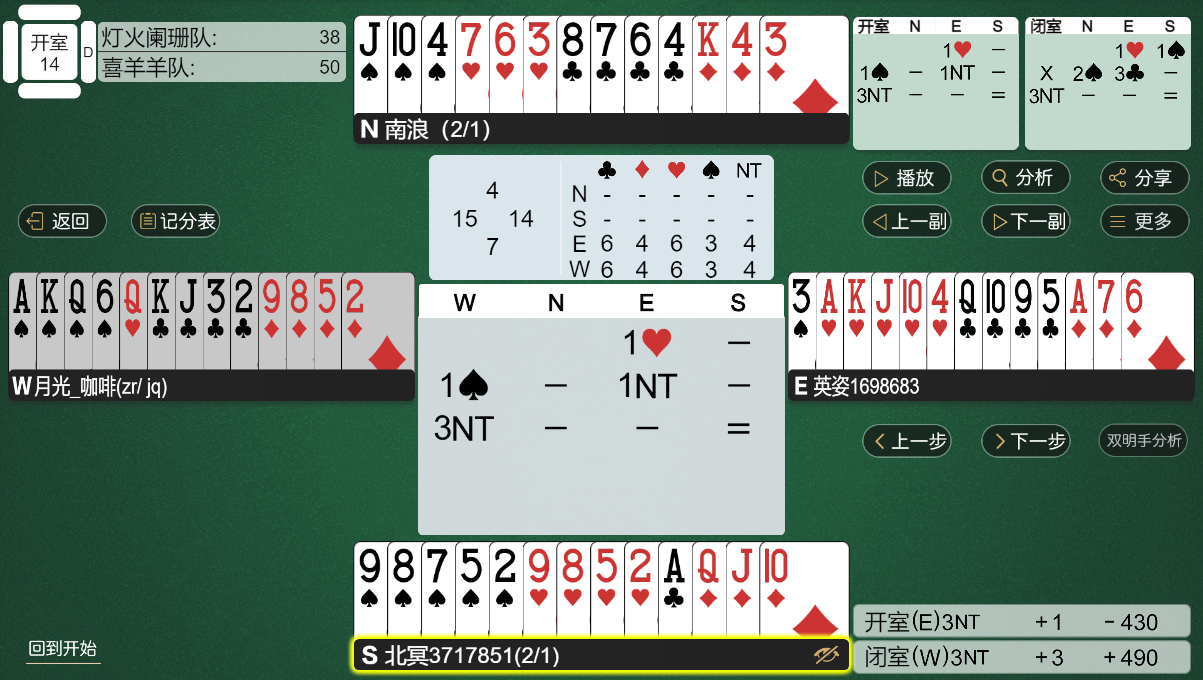 开室
14
D
灯火阑珊队: 38
喜羊羊队: 50
返回
记分表
J♠ 10♠ 4♠ 7♥ 6♥ 3♥ 8♣ 7♣ 6♣ 4♣ K♦ 4♦ 3♦
N 南浪（2/1）
开室 N E S
1♥ –
1♠ – 1NT –
3NT – – =
闭室 N E S
1♥ 1♠
X 2♠ 3♣ –
3NT – – =
播放 分析 分享
上一副 下一副 更多
4
15 14
7
♣ ♦ ♥ ♠ NT
N - - - - -
S - - - - -
E 6 4 6 3 4
W 6 4 6 3 4
A♠ K♠ Q♠ 6♠ Q♥ K♣ J♣ 3♣ 2♣ 9♦ 8♦ 5♦ 2♦
W 月光_咖啡(zr/ jq)
W N E S
1♥ –
1♠ – 1NT –
3NT – – =
3♠ A♥ K♥ J♥ 10♥ 4♥ Q♣ 10♣ 9♣ 5♣ A♦ 7♦ 6♦
E 英姿1698683
上一步 下一步 双明手分析
9♠ 8♠ 7♠ 5♠ 2♠ 9♥ 8♥ 5♥ 2♥ A♣ Q♦ J♦ 10♦
S 北冥3717851(2/1)
回到开始
开室(E)3NT +1 -430
闭室(W)3NT +3 +490